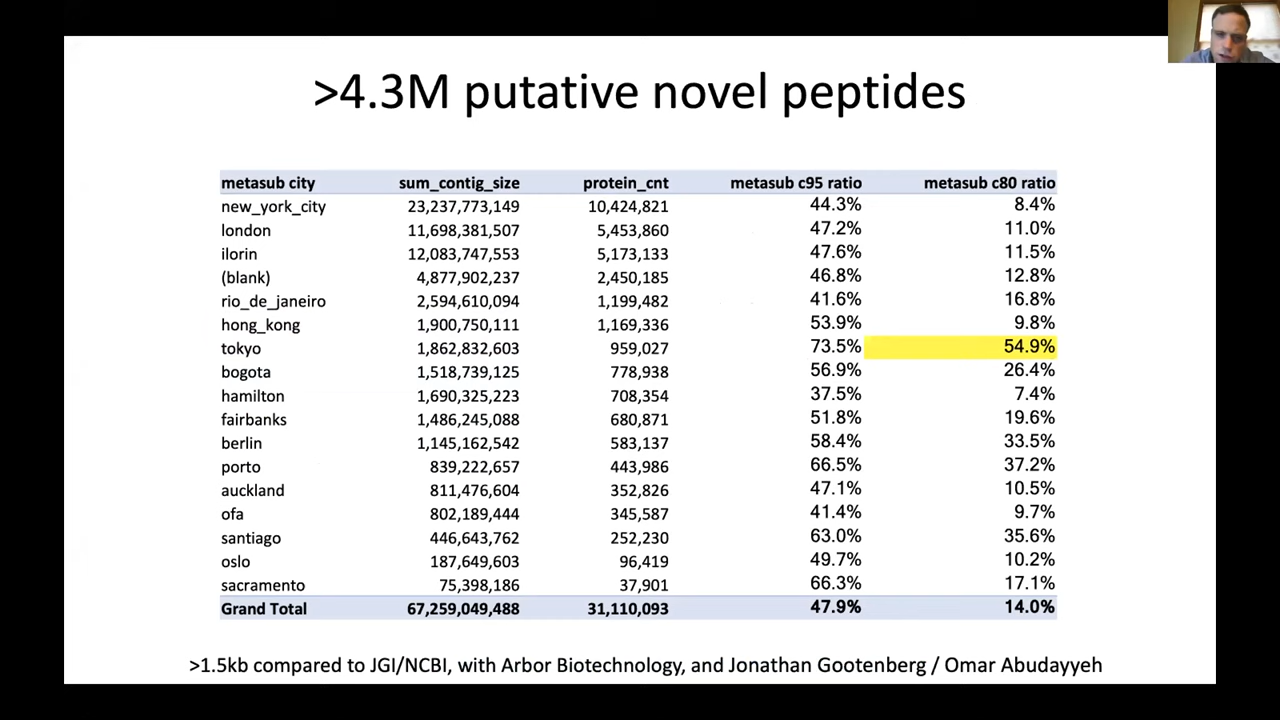 >4.3M putative novel peptides
metasub city sum_contig_size protein_cnt metasub c95 ratio metasub c80 ratio
new_york_city 23,237,773,149 10,424,821 44.3% 8.4%
london 11,698,381,507 5,453,860 47.2% 11.0%
ilorin 12,083,747,553 5,173,133 47.6% 11.5%
(blank) 4,877,902,237 2,450,185 46.8% 12.8%
rio_de_janeiro 2,594,610,094 1,199,482 41.6% 16.8%
hong_kong 1,900,750,111 1,169,336 53.9% 9.8%
tokyo 1,862,832,603 959,027 73.5% 54.9%
bogota 1,518,739,125 778,938 56.9% 26.4%
hamilton 1,690,325,223 708,354 37.5% 7.4%
fairbanks 1,486,245,088 680,871 51.8% 19.6%
berlin 1,145,162,542 583,137 58.4% 33.5%
porto 839,222,657 443,986 66.5% 37.2%
auckland 811,476,604 352,826 47.1% 10.5%
ofa 802,189,444 345,587 41.4% 9.7%
santiago 446,643,762 252,230 63.0% 35.6%
oslo 187,649,603 96,419 49.7% 10.2%
sacramento 75,398,186 37,901 66.3% 17.1%
Grand Total 67,259,049,488 31,110,093 47.9% 14.0%
>1.5kb compared to JGI/NCBI, with Arbor Biotechnology, and Jonathan Gootenberg / Omar Abudayyeh